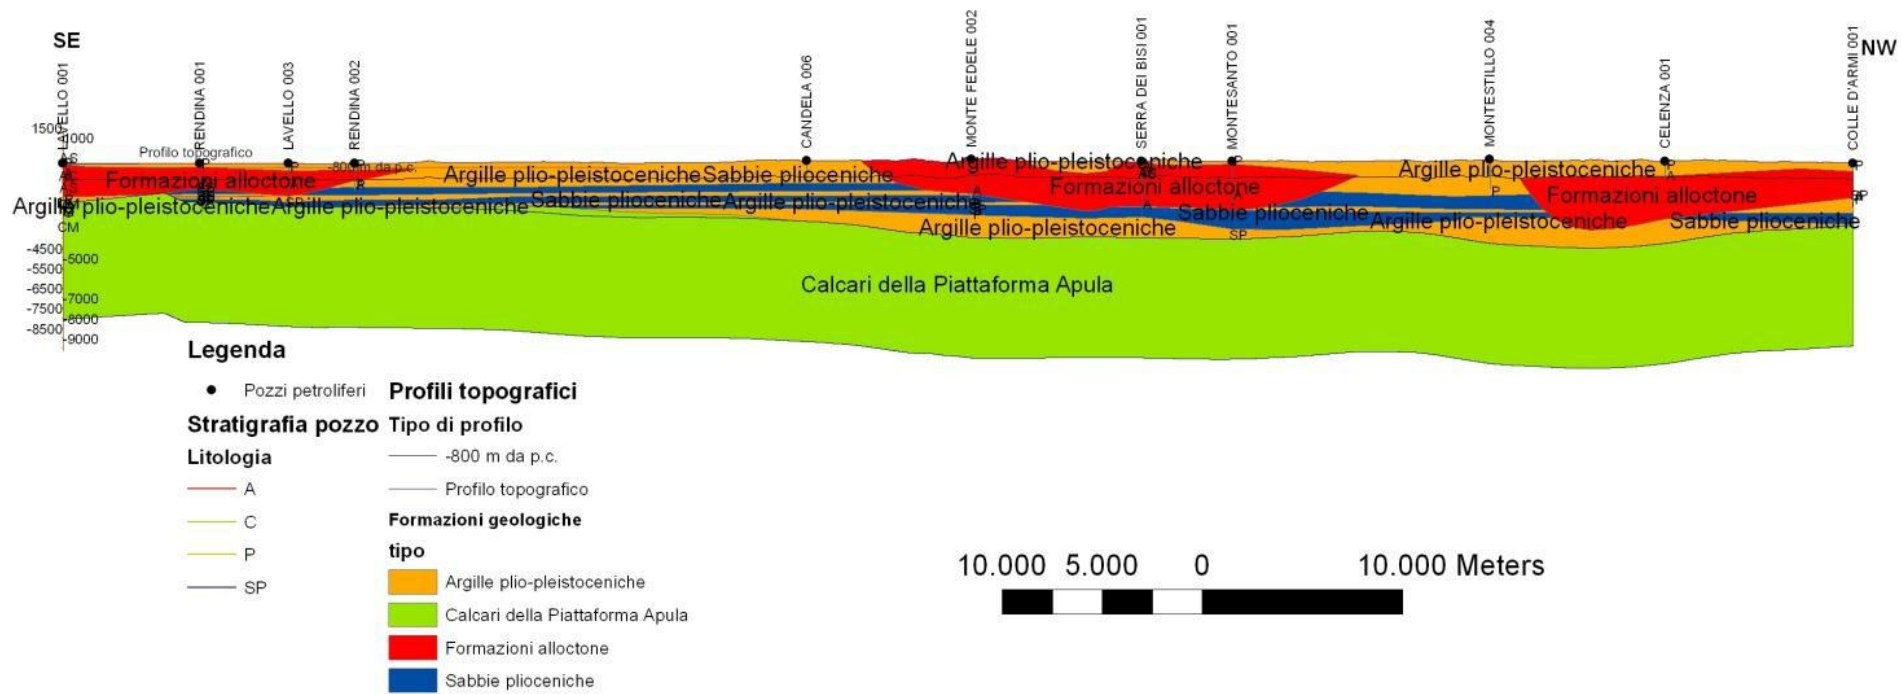 SE
NW
LAVELLO 001
RENDINA 001
LAVELLO 003
RENDINA 002
CANDELA 006
MONTE FEDELE 002
SERRA DEI BISI 001
MONTESANTO 001
MONTESTILLO 004
CELENZA 001
COLLE D'ARMI 001
1500
1000
Profilo topografico
-800 m da p.c.
Argille plio-pleistoceniche
Argille plio-pleistoceniche
Formazioni alloctone
Argille plio-pleistoceniche
Sabbie plioceniche
Formazioni alloctone
Formazioni alloctone
Argille plio-pleistoceniche
Argille plio-pleistoceniche
Sabbie plioceniche
Argille plio-pleistoceniche
Sabbie plioceniche
Argille plio-pleistoceniche
Sabbie plioceniche
Argille plio-pleistoceniche
CM
SP
-4500
-5000
-5500
-6500
-7000
-7500
-8000
-8500
-9000
Calcari della Piattaforma Apula
Legenda
Pozzi petroliferi
Stratigrafia pozzo
Litologia
A
C
P
SP
Profili topografici
Tipo di profilo
-800 m da p.c.
Profilo topografico
Formazioni geologiche
tipo
Argille plio-pleistoceniche
Calcari della Piattaforma Apula
Formazioni alloctone
Sabbie plioceniche
10.000 5.000 0 10.000 Meters